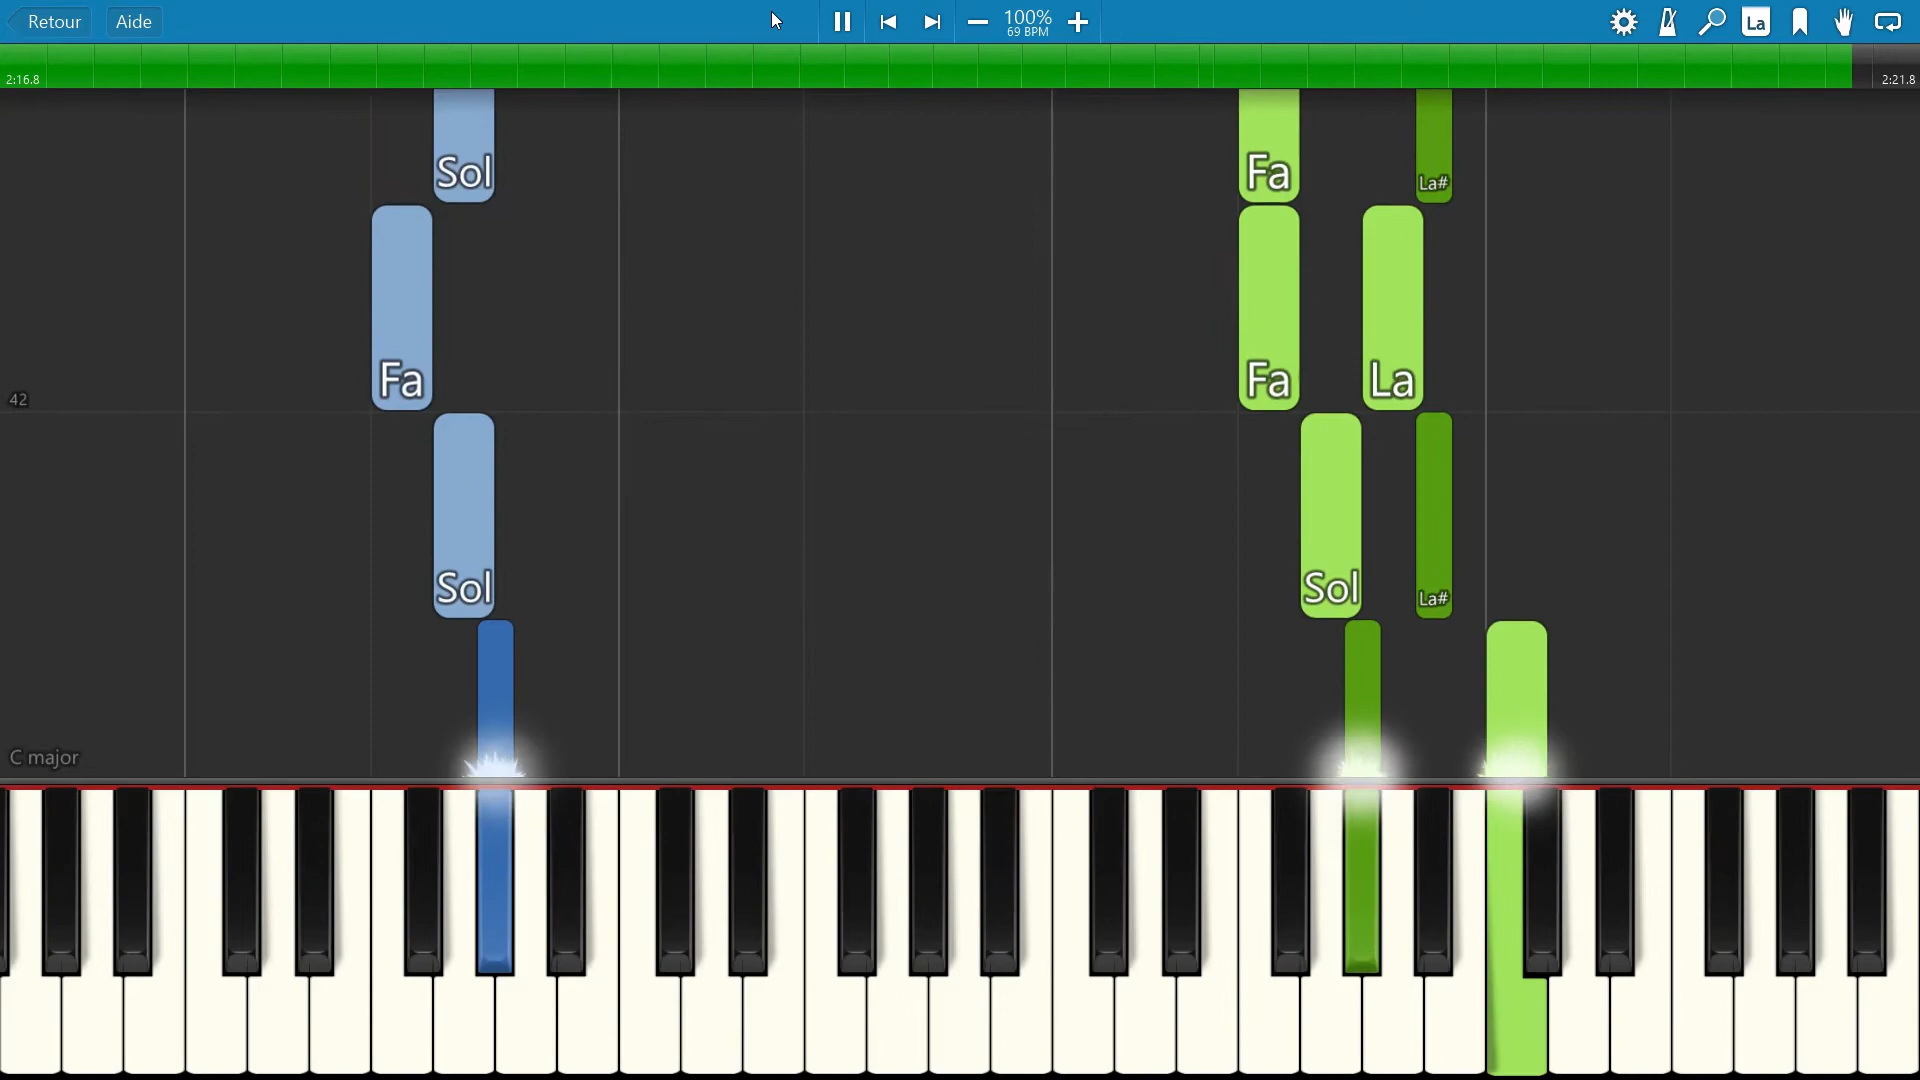 Retour
Aide
100%
69 BPM
La
2:16.8
2:21.8
Sol
Fa
La#
Fa
Fa
La
42
Sol
Sol
La#
C major